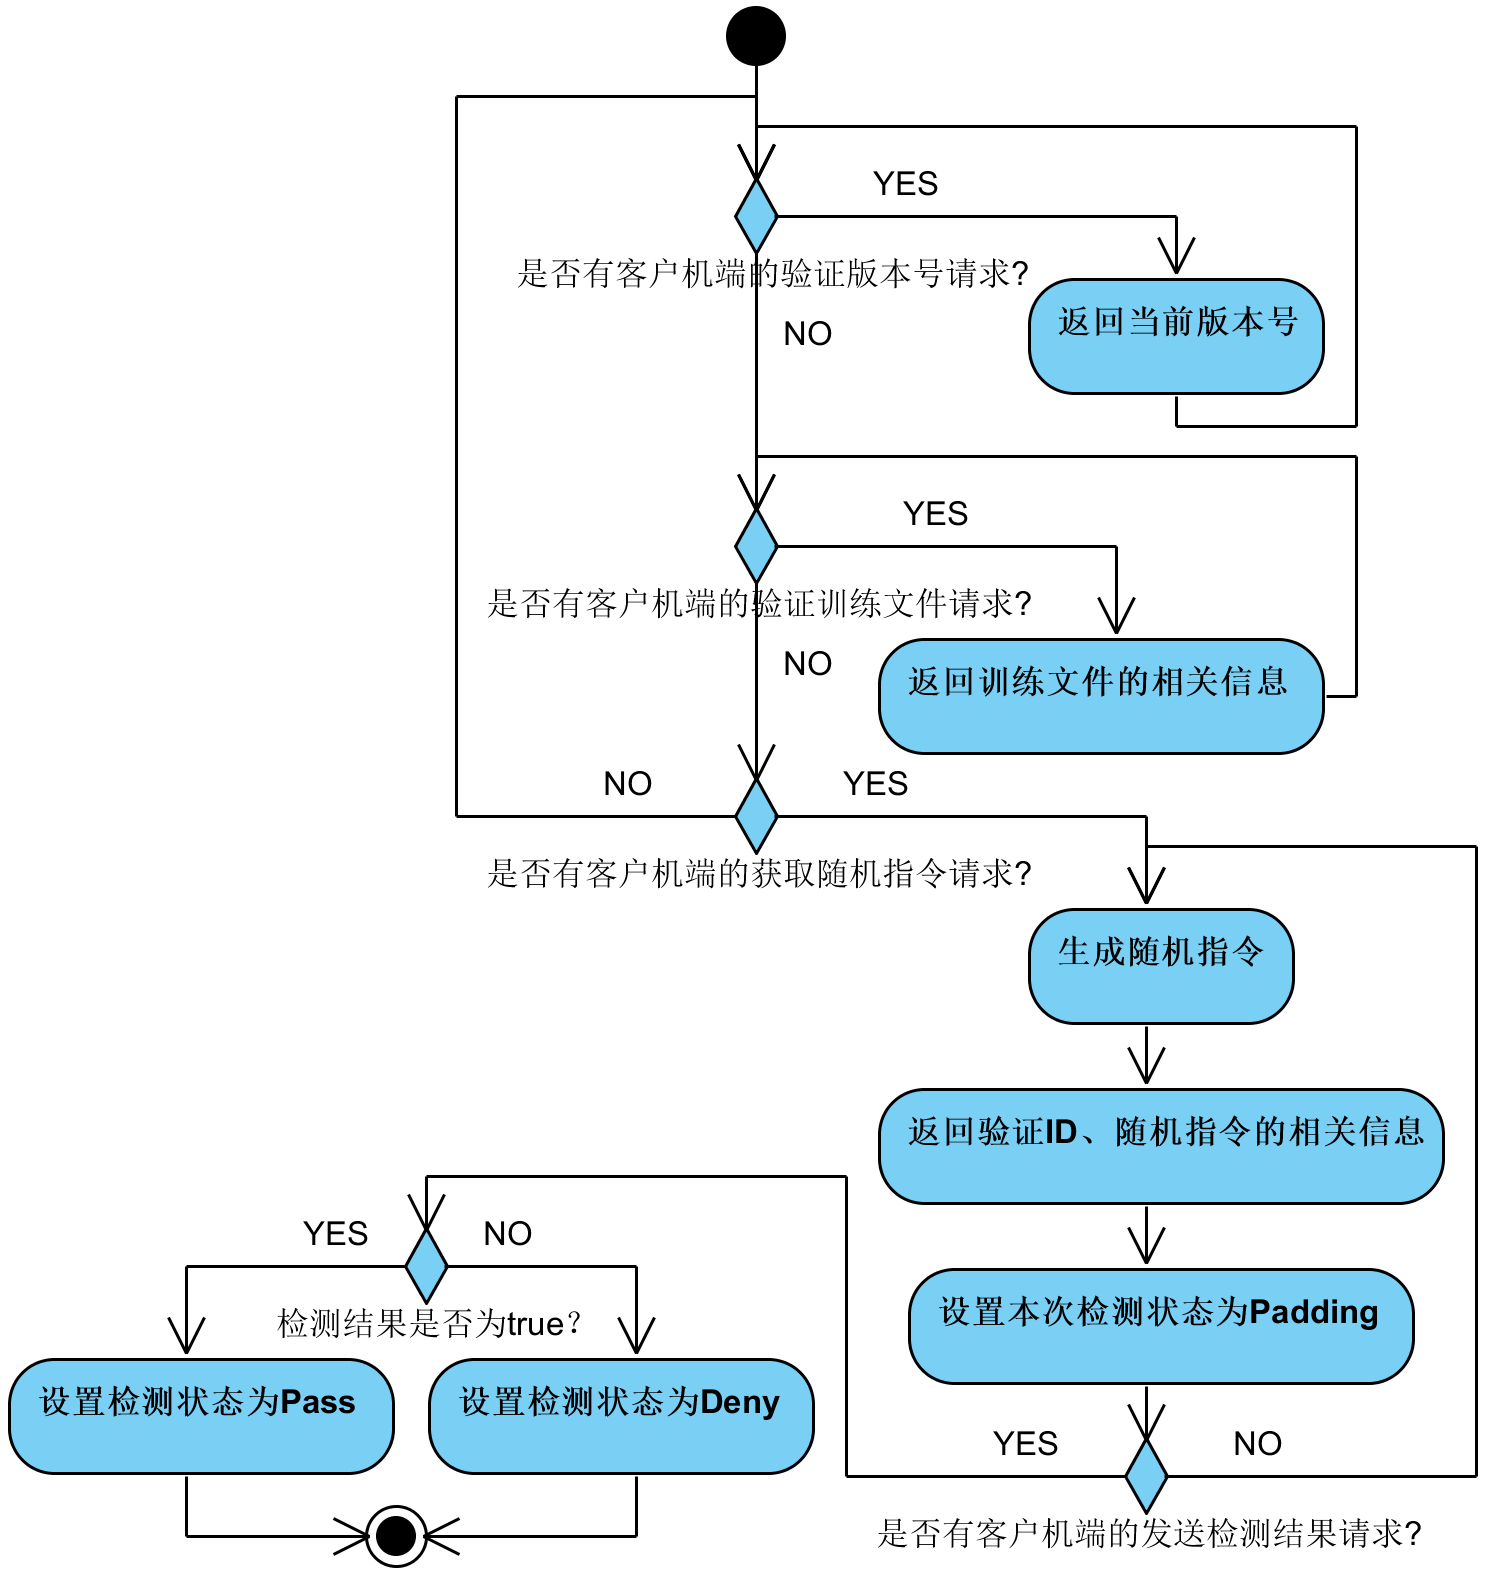 YES
是否有客户机端的验证版本号请求?
返回当前版本号
NO
YES
是否有客户机端的验证训练文件请求?
NO
返回训练文件的相关信息
NO
YES
是否有客户机端的获取随机指令请求?
生成随机指令
返回验证ID、随机指令的相关信息
YES
NO
检测结果是否为true?
设置本次检测状态为Padding
设置检测状态为Pass
设置检测状态为Deny
YES
NO
是否有客户机端的发送检测结果请求?